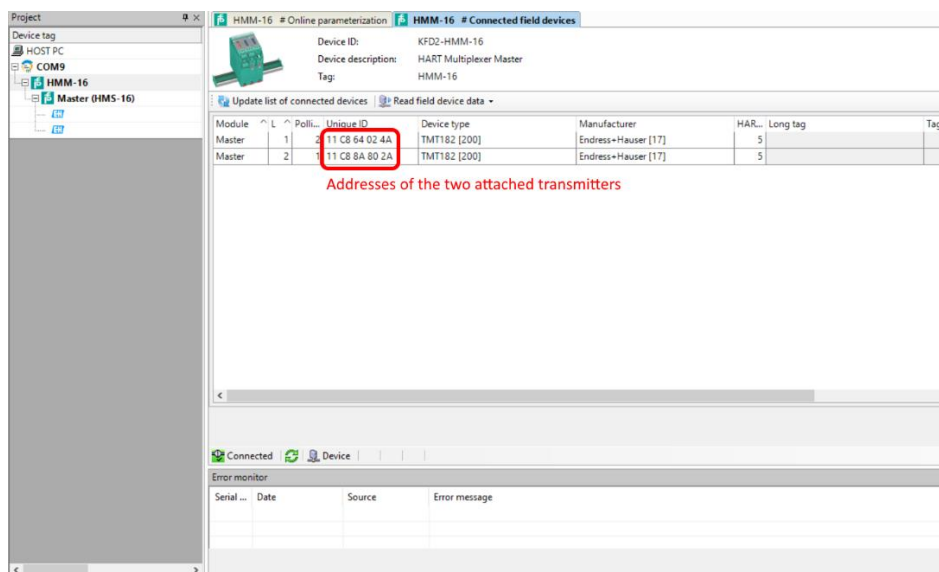 Project
Device tag
HOST PC
COM9
HMM-16
Master (HMS-16)
HMM-16 # Online parameterization
HMM-16 # Connected field devices
Device ID: KFD2-HMM-16
Device description: HART Multiplexer Master
Tag: HMM-16
Update list of connected devices Read field device data
Module L Polli... Unique ID Device type Manufacturer HAR... Long tag Tag
Master 1 2 11 C8 64 02 4A TMT182 [200] Endress+Hauser [17] 5
Master 2 1 11 C8 8A 80 2A TMT182 [200] Endress+Hauser [17] 5
Addresses of the two attached transmitters
Connected Device
Error monitor
Serial ... Date Source Error message